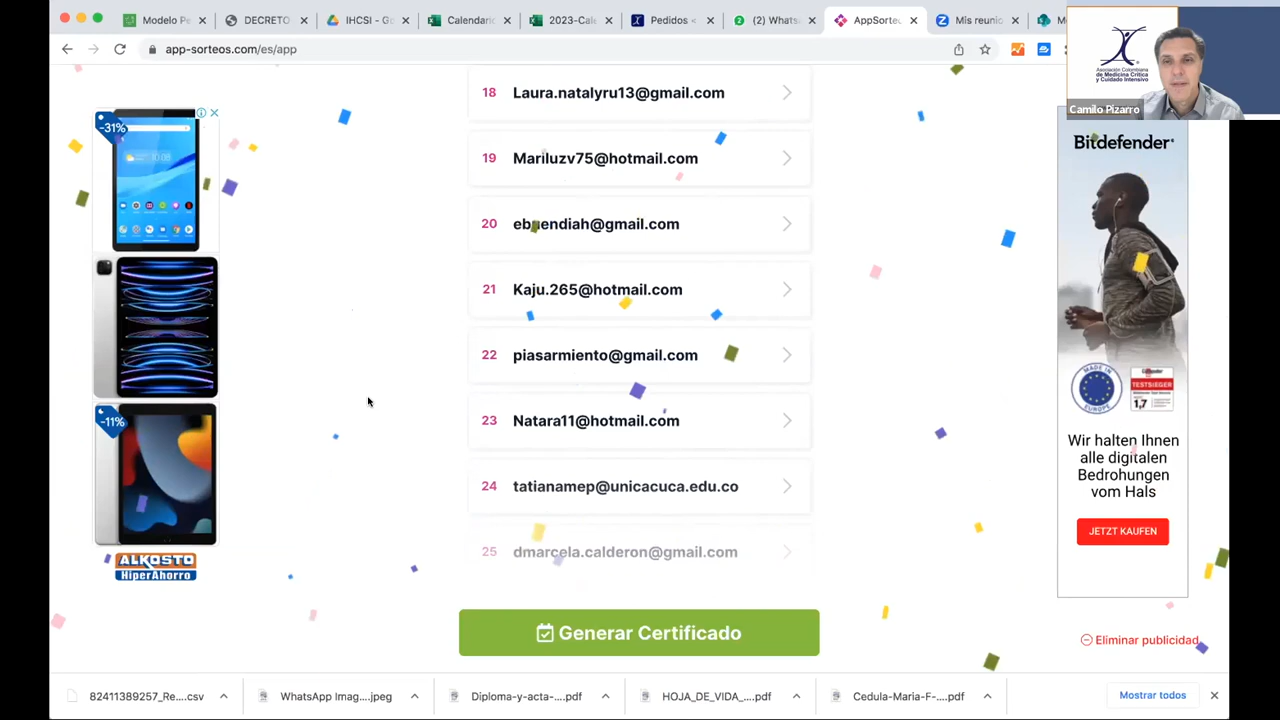 Modelo Pe
DECRETO
IHCSI - Go
Calendario
2023-Cale
Pedidos <
(2) Whats
AppSorte
Mis reunio
app-sorteos.com/es/app
Asociación Colombiana
de Medicina Crítica
y Cuidado Intensivo
Camilo Pizarro
-31%
-11%
ALKOSTO
HiperAhorro
18 Laura.natalyru13@gmail.com
19 Mariluzv75@hotmail.com
20 ebuendiah@gmail.com
21 Kaju.265@hotmail.com
22 piasarmiento@gmail.com
23 Natara11@hotmail.com
24 tatianamep@unicacuca.edu.co
25 dmarcela.calderon@gmail.com
Generar Certificado
Bitdefender
MADE IN
EUROPE
TESTSIEGER
1,7
Wir halten Ihnen
alle digitalen
Bedrohungen
vom Hals
JETZT KAUFEN
Eliminar publicidad
82411389257_Re....csv
WhatsApp Imag....jpeg
Diploma-y-acta-...pdf
HOJA_DE_VIDA_...pdf
Cedula-Maria-F-...pdf
Mostrar todos